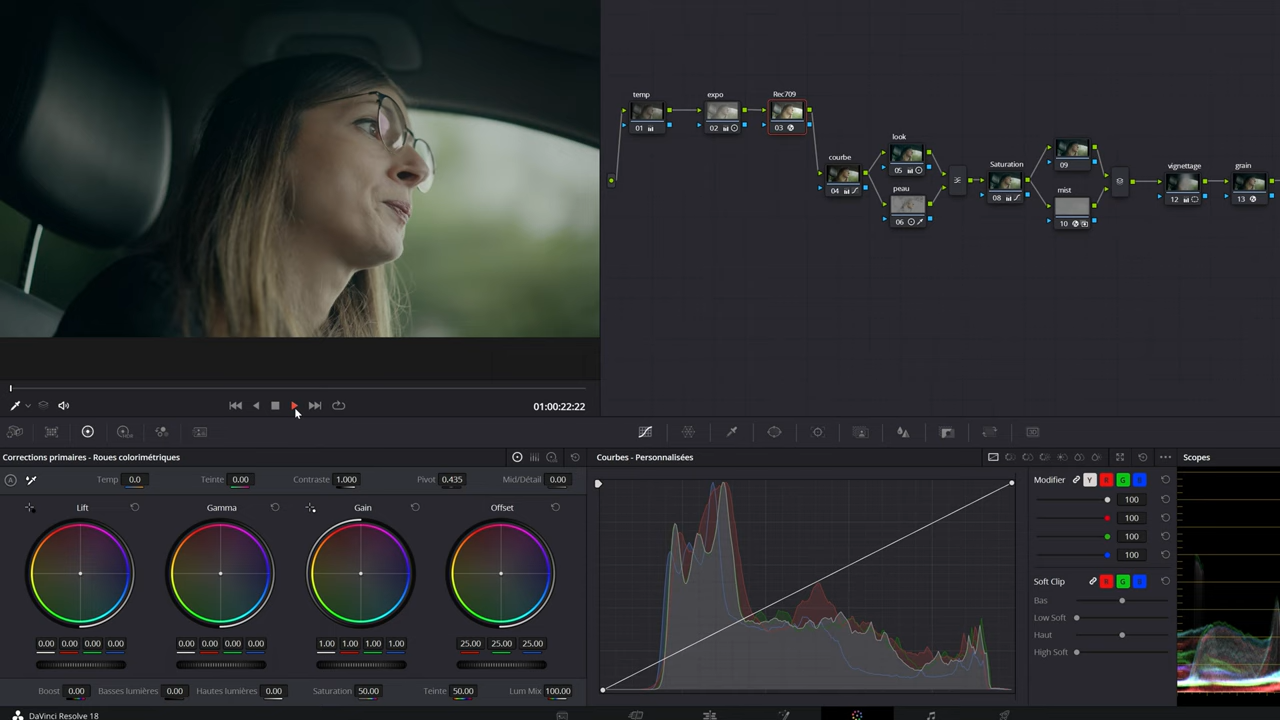 temp
01
expo
02
Rec709
03
courbe
04
look
05
peau
06
Saturation
08
09
mist
10
vignettage
12
grain
13
01:00:22:22
Corrections primaires - Roues colorimétriques
Temp 0.0 Teinte 0.00 Contraste 1.000 Pivot 0.435 Mid/Détail 0.00
Lift Gamma Gain Offset
0.00 0.00 0.00 0.00 0.00 0.00 0.00 0.00 1.00 1.00 1.00 1.00 25.00 25.00 25.00
Boost 0.00 Basses lumières 0.00 Hautes lumières 0.00 Saturation 50.00 Teinte 50.00 Lum Mix 100.00
Courbes - Personnalisées
Modifier Y R G B
100
100
100
100
Soft Clip R G B
Bas
Low Soft
Haut
High Soft
Scopes
DaVinci Resolve 18